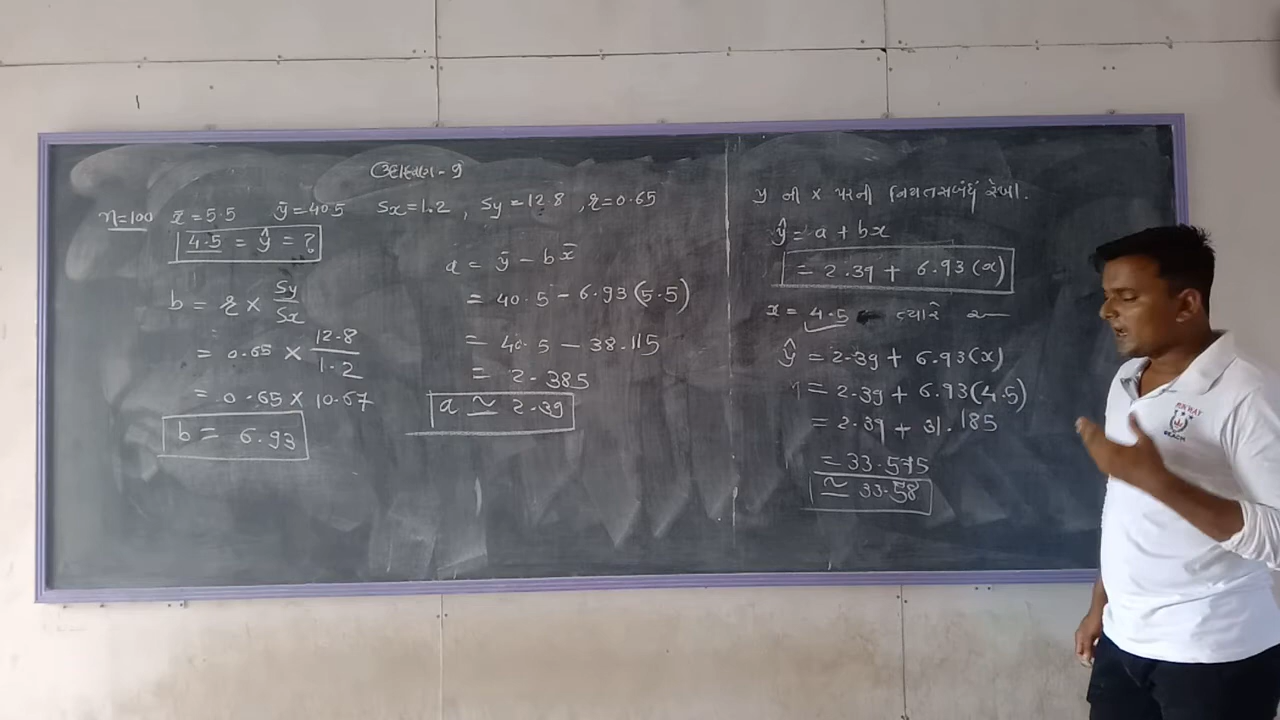 ઉદાહરણ-9
n=100 x̄=5.5 ȳ=40.5 Sx=1.2, Sy=12.8, r=0.65
4.5 = ŷ = ?
b = r × Sy/Sx
= 0.65 × 12.8/1.2
= 0.65 × 10.67
b = 6.93
a = ȳ - bx̄
= 40.5 - 6.93(5.5)
= 40.5 - 38.115
= 2.385
a ≃ 2.39
y ની x પરની નિયતસબંધ રેખા.
ŷ = a + bx
= 2.39 + 6.93(x)
x = 4.5 ત્યારે
ŷ = 2.39 + 6.93(x)
= 2.39 + 6.93(4.5)
= 2.39 + 31.185
= 33.575
≃ 33.58
BEACH